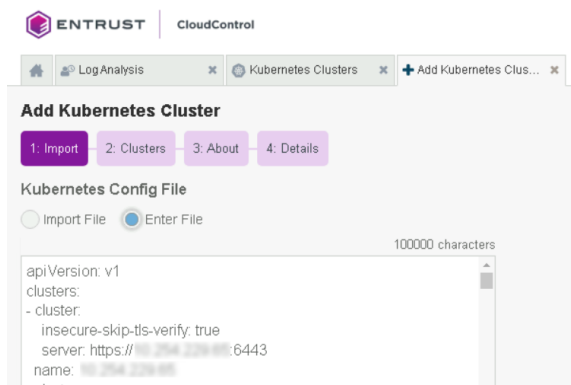 ENTRUST CloudControl
Log Analysis Kubernetes Clusters Add Kubernetes Clus...
Add Kubernetes Cluster
1: Import 2: Clusters 3: About 4: Details
Kubernetes Config File
Import File Enter File
100000 characters
apiVersion: v1
clusters:
- cluster:
insecure-skip-tls-verify: true
server: https:// :6443
name: